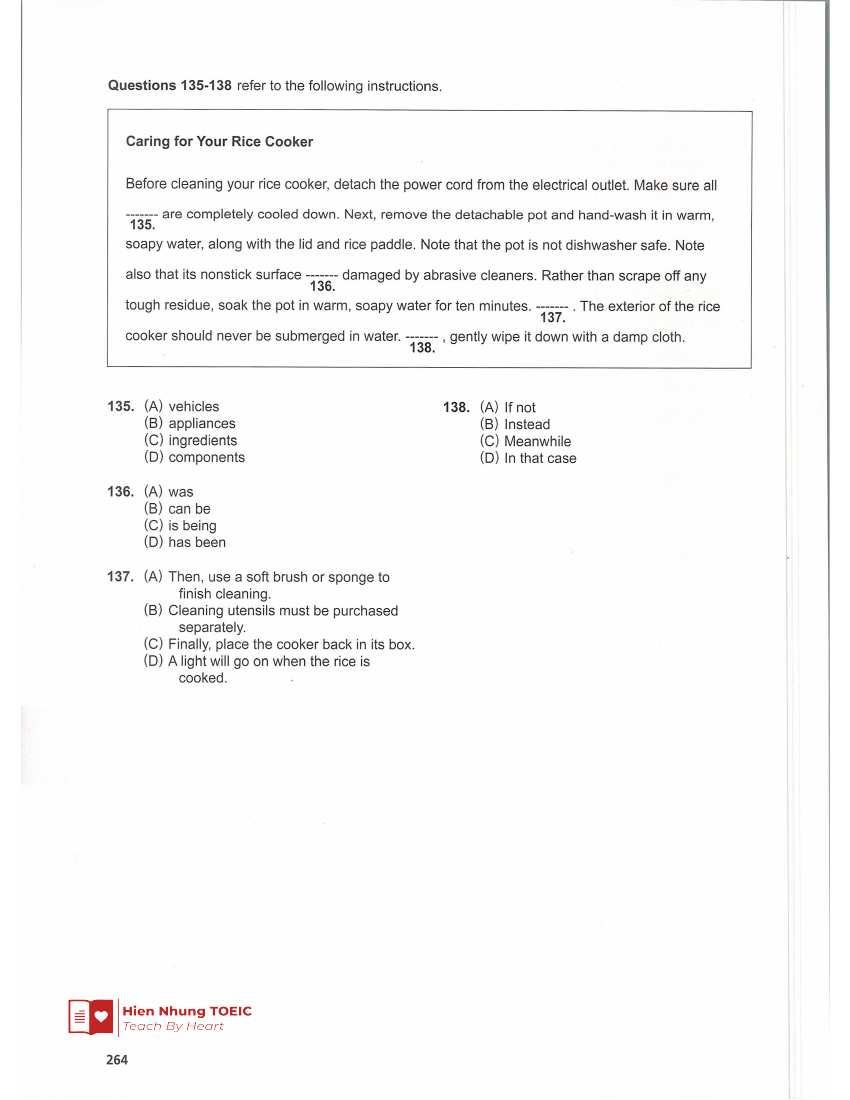 Questions 135-138 refer to the following instructions.
Caring for Your Rice Cooker
Before cleaning your rice cooker, detach the power cord from the electrical outlet. Make sure all
------- are completely cooled down. Next, remove the detachable pot and hand-wash it in warm,
135.
soapy water, along with the lid and rice paddle. Note that the pot is not dishwasher safe. Note
also that its nonstick surface ------- damaged by abrasive cleaners. Rather than scrape off any
136.
tough residue, soak the pot in warm, soapy water for ten minutes. ------- . The exterior of the rice
137.
cooker should never be submerged in water. ------- , gently wipe it down with a damp cloth.
138.
135. (A) vehicles
(B) appliances
(C) ingredients
(D) components
136. (A) was
(B) can be
(C) is being
(D) has been
137. (A) Then, use a soft brush or sponge to
finish cleaning.
(B) Cleaning utensils must be purchased
separately.
(C) Finally, place the cooker back in its box.
(D) A light will go on when the rice is
cooked.
138. (A) If not
(B) Instead
(C) Meanwhile
(D) In that case
Hien Nhung TOEIC
Teach By Heart
264